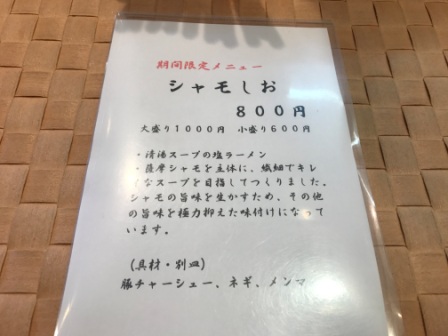 期間限定メニュー
シャモしお
８００円
大盛り１０００円　小盛り６００円
・清湯スープの塩ラーメン
・薩摩シャモを主体に、繊細でキレ
イなスープを目指してつくりました。
シャモの旨味を生かすため、その他
の旨味を極力抑えた味付けになって
います。
（具材・別皿）
豚チャーシュー、ネギ、メンマ